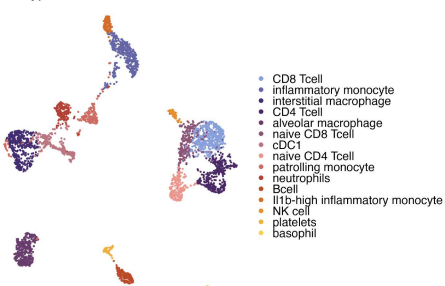 CD8 Tcell
inflammatory monocyte
interstitial macrophage
CD4 Tcell
alveolar macrophage
naive CD8 Tcell
cDC1
naive CD4 Tcell
patrolling monocyte
neutrophils
Bcell
Il1b-high inflammatory monocyte
NK cell
platelets
basophil